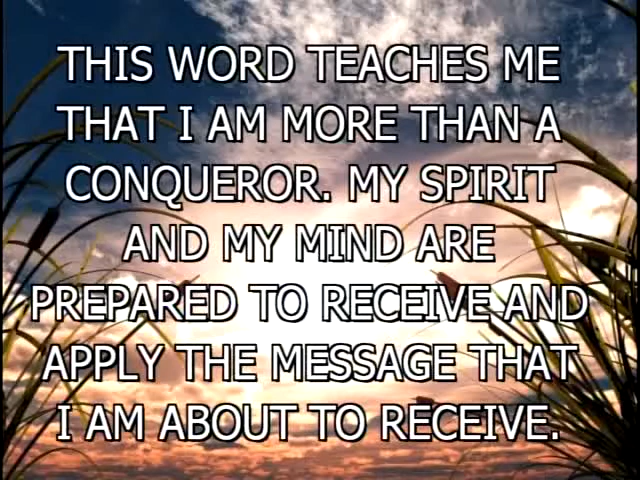 THIS WORD TEACHES ME
THAT I AM MORE THAN A
CONQUEROR. MY SPIRIT
AND MY MIND ARE
PREPARED TO RECEIVE AND
APPLY THE MESSAGE THAT
I AM ABOUT TO RECEIVE.